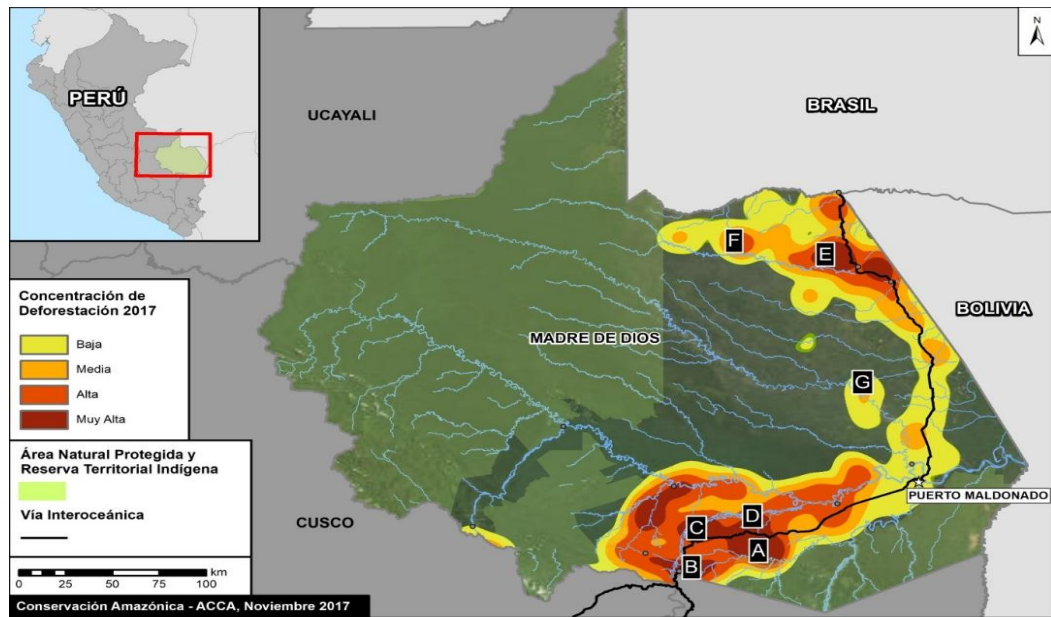 PERÚ
N
UCAYALI
BRASIL
F
E
BOLIVIA
MADRE DE DIOS
G
PUERTO MALDONADO
CUSCO
D
C
A
B
Concentración de
Deforestación 2017
Baja
Media
Alta
Muy Alta
Área Natural Protegida y
Reserva Territorial Indígena
Vía Interoceánica
km
0 25 50 75 100
Conservación Amazónica - ACCA, Noviembre 2017